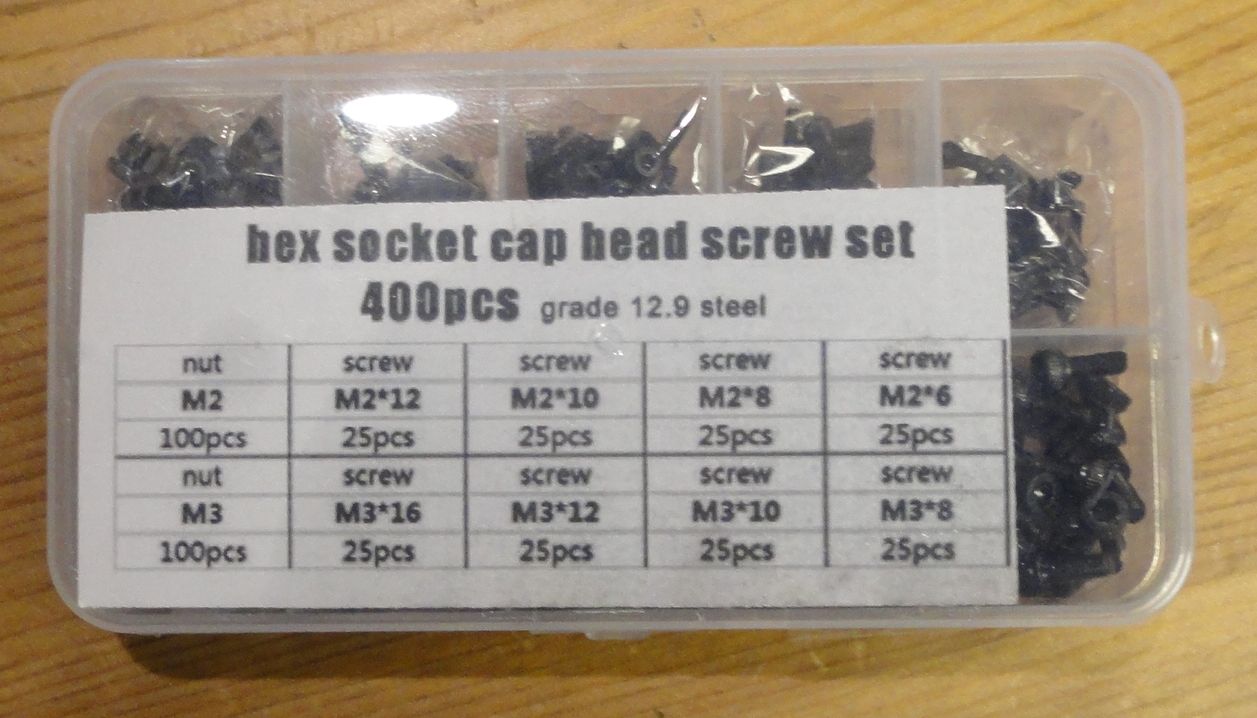 hex socket cap head screw set
400pcs grade 12.9 steel
nut screw screw screw screw
M2 M2*12 M2*10 M2*8 M2*6
100pcs 25pcs 25pcs 25pcs 25pcs
nut screw screw screw screw
M3 M3*16 M3*12 M3*10 M3*8
100pcs 25pcs 25pcs 25pcs 25pcs